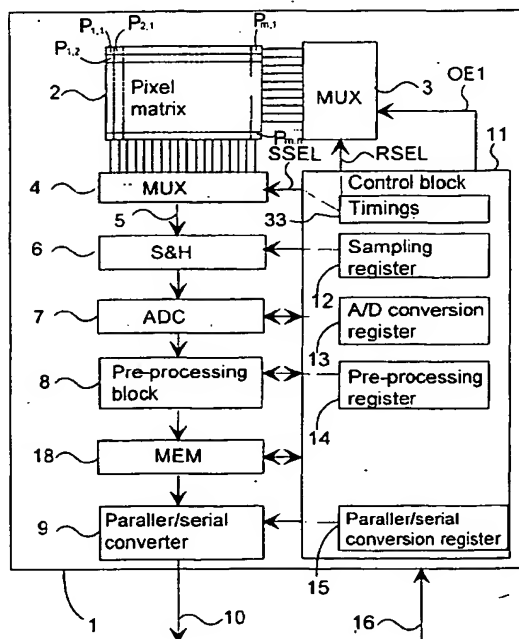 P1,1 P2,1 Pm,1
P1,2
2 Pixel matrix MUX 3 OE1
Pm,n
SSEL RSEL 11
4 MUX Control block
5 33 Timings
6 S&H Sampling register
12
7 ADC A/D conversion register
13
8 Pre-processing block Pre-processing register
14
18 MEM
9 Paraller/serial converter Paraller/serial conversion register
15
1 10 16